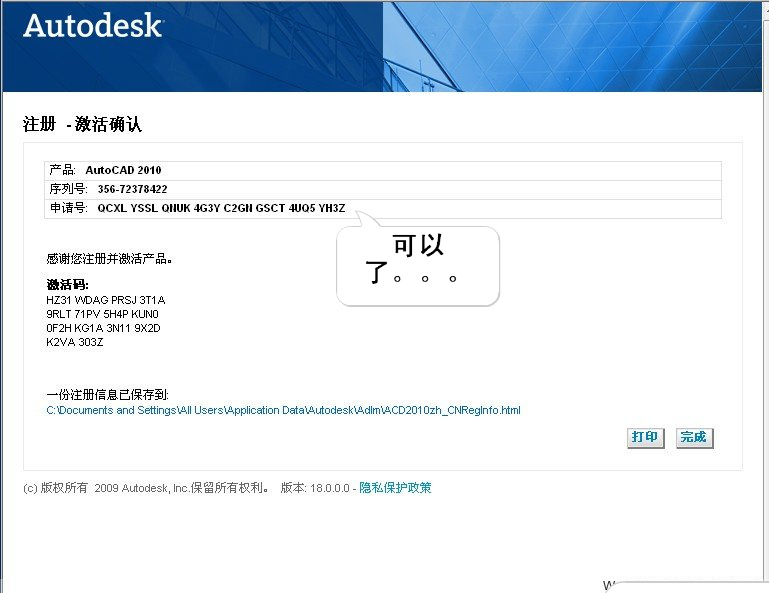 Autodesk
注册 - 激活确认
产品: AutoCAD 2010
序列号: 356-72378422
申请号: QCXL YSSL QNUK 4G3Y C2GN GSCT 4UQ5 YH3Z
可以
了。。。
感谢您注册并激活产品。
激活码:
HZ31 WDAG PRSJ 3T1A
9RLT 71PV 5H4P KUN0
0F2H KG1A 3N11 9X2D
K2VA 303Z
一份注册信息已保存到:
C:\Documents and Settings\All Users\Application Data\Autodesk\Adlm\ACD2010zh_CNRegInfo.html
打印 完成
(c) 版权所有 2009 Autodesk, Inc.保留所有权利。 版本: 18.0.0.0 - 隐私保护政策